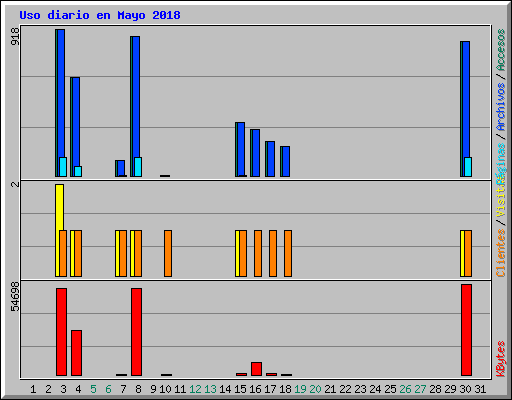 Uso diario en Mayo 2018
918
2
54698
Accesos
/
Archivos
/
Páginas
Visitas
/
Clientes
KBytes
1 2 3 4 5 6 7 8 9 10 11 12 13 14 15 16 17 18 19 20 21 22 23 24 25 26 27 28 29 30 31